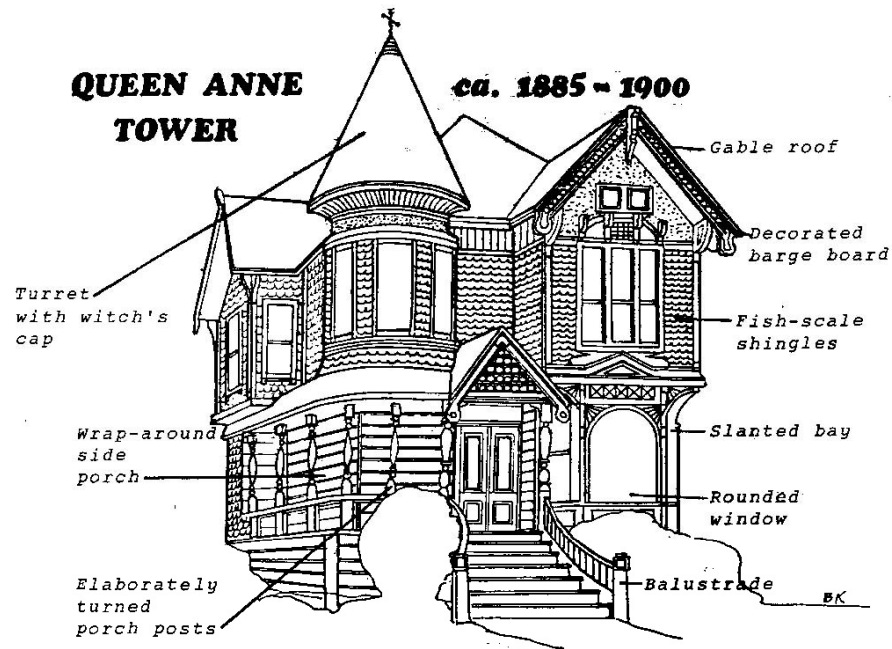 QUEEN ANNE
TOWER
ca. 1885 - 1900
Gable roof
Decorated
barge board
Turret
with witch's
cap
Fish-scale
shingles
Wrap-around
side
porch
Slanted bay
Rounded
window
Elaborately
turned
porch posts
Balustrade
BK